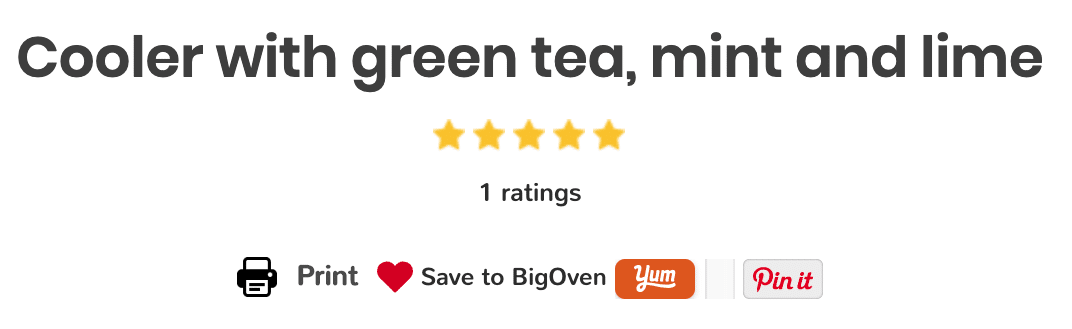 Cooler with green tea, mint and lime
1 ratings
Print Save to BigOven Yum Pin it